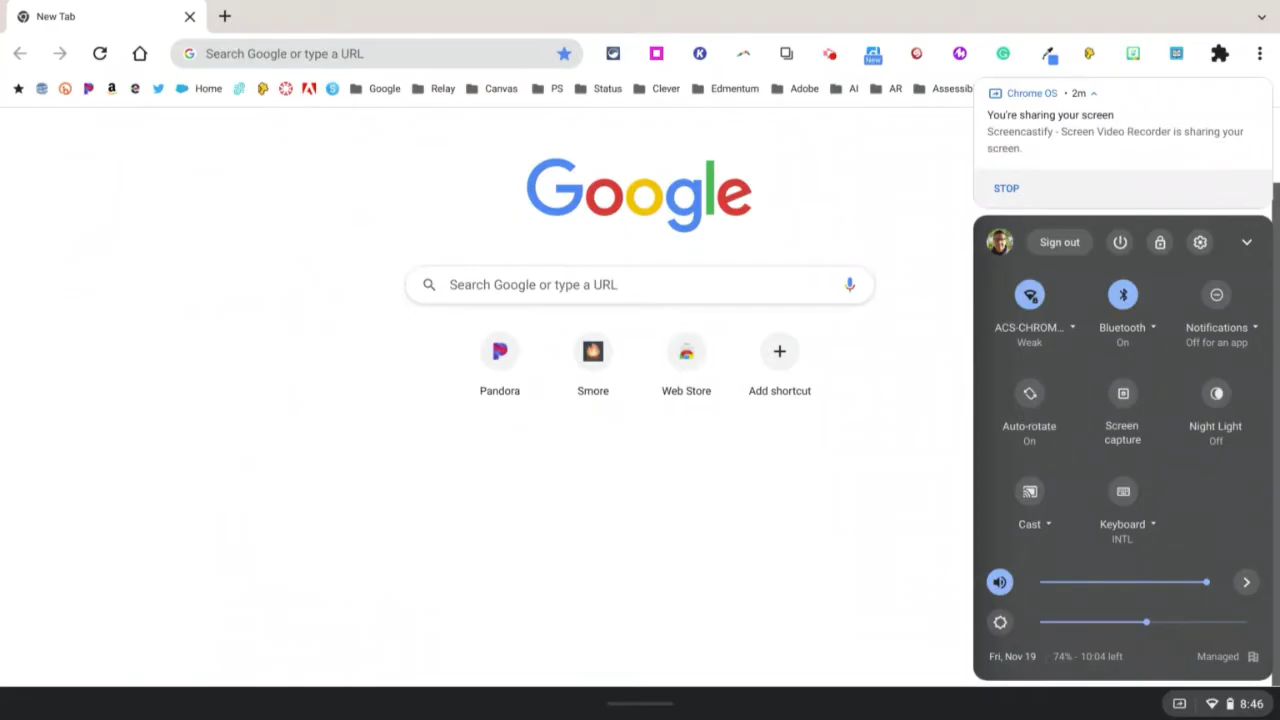 New Tab
Search Google or type a URL
New
Home Google Relay Canvas PS Status Clever Edmentum Adobe AI AR Assessib
Chrome OS • 2m
You're sharing your screen
Screencastify - Screen Video Recorder is sharing your
screen.
STOP
Google
Search Google or type a URL
Pandora Smore Web Store Add shortcut
Sign out
ACS-CHROM... Bluetooth Notifications
Weak On Off for an app
Auto-rotate Screen capture Night Light
On Off
Cast Keyboard
INTL
Fri, Nov 19 74% - 10:04 left Managed
8:46